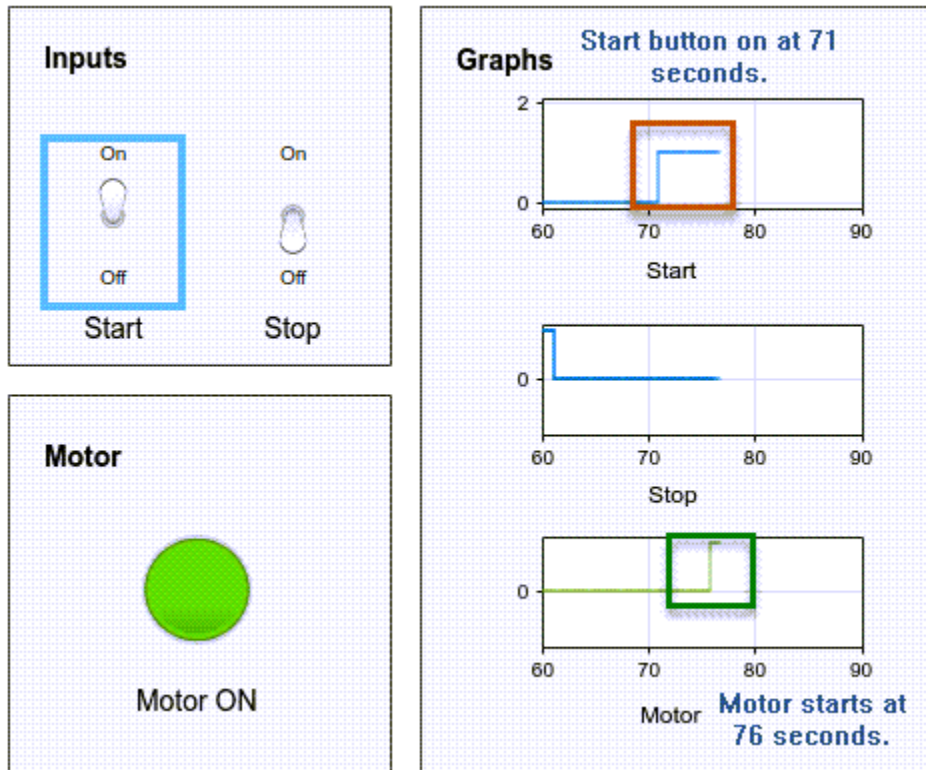 Inputs
On
On
Off
Off
Start
Stop
Motor
Motor ON
Graphs
Start button on at 71
seconds.
2
0
60 70 80 90
Start
0
60 70 80 90
Stop
0
60 70 80 90
Motor
Motor starts at
76 seconds.